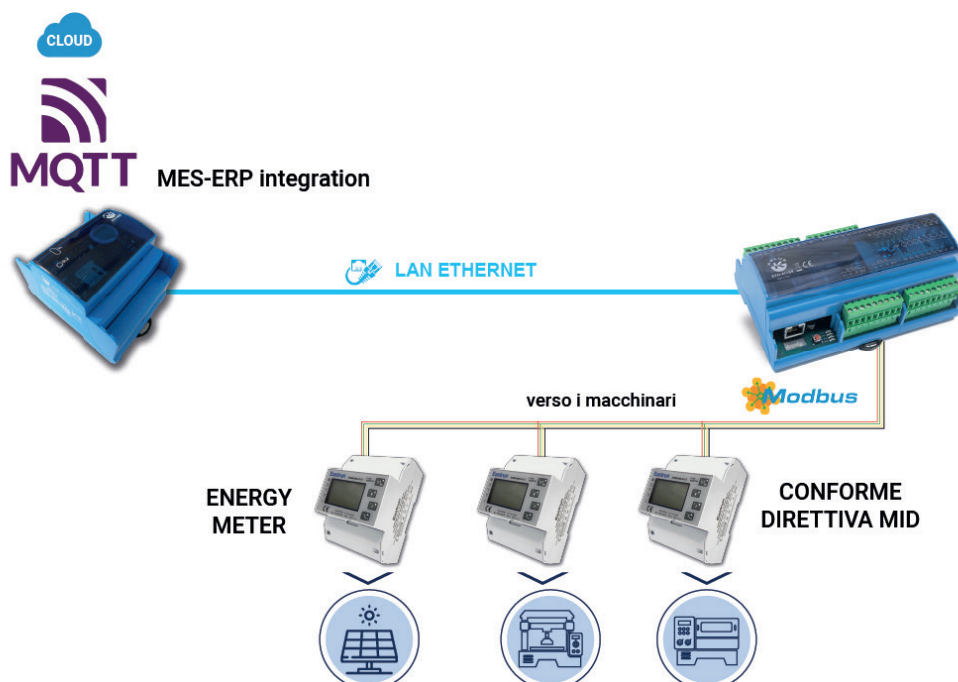 CLOUD
MQTT
MES-ERP integration
LAN ETHERNET
Modbus
verso i macchinari
ENERGY
METER
CONFORME
DIRETTIVA MID